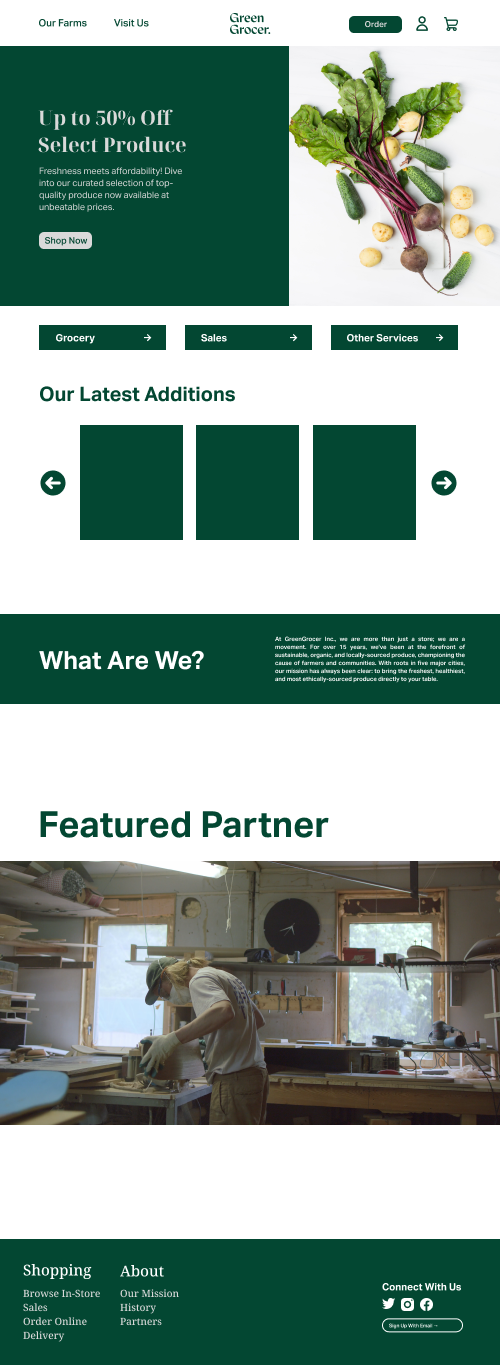 Our Farms
Visit Us
Green
Grocer.
Order
Up to 50% Off
Select Produce
Freshness meets affordability! Dive
into our curated selection of top-
quality produce now available at
unbeatable prices.
Shop Now
Grocery →
Sales →
Other Services →
Our Latest Additions
What Are We?
At GreenGrocer Inc., we are more than just a store; we are a
movement. For over 15 years, we've been at the forefront of
sustainable, organic, and locally-sourced produce, championing the
cause of farmers and communities. With roots in five major cities,
our mission has always been clear: to bring the freshest, healthiest,
and most ethically-sourced produce directly to your table.
Featured Partner
Shopping
Browse In-Store
Sales
Order Online
Delivery
About
Our Mission
History
Partners
Connect With Us
Sign Up With Email →